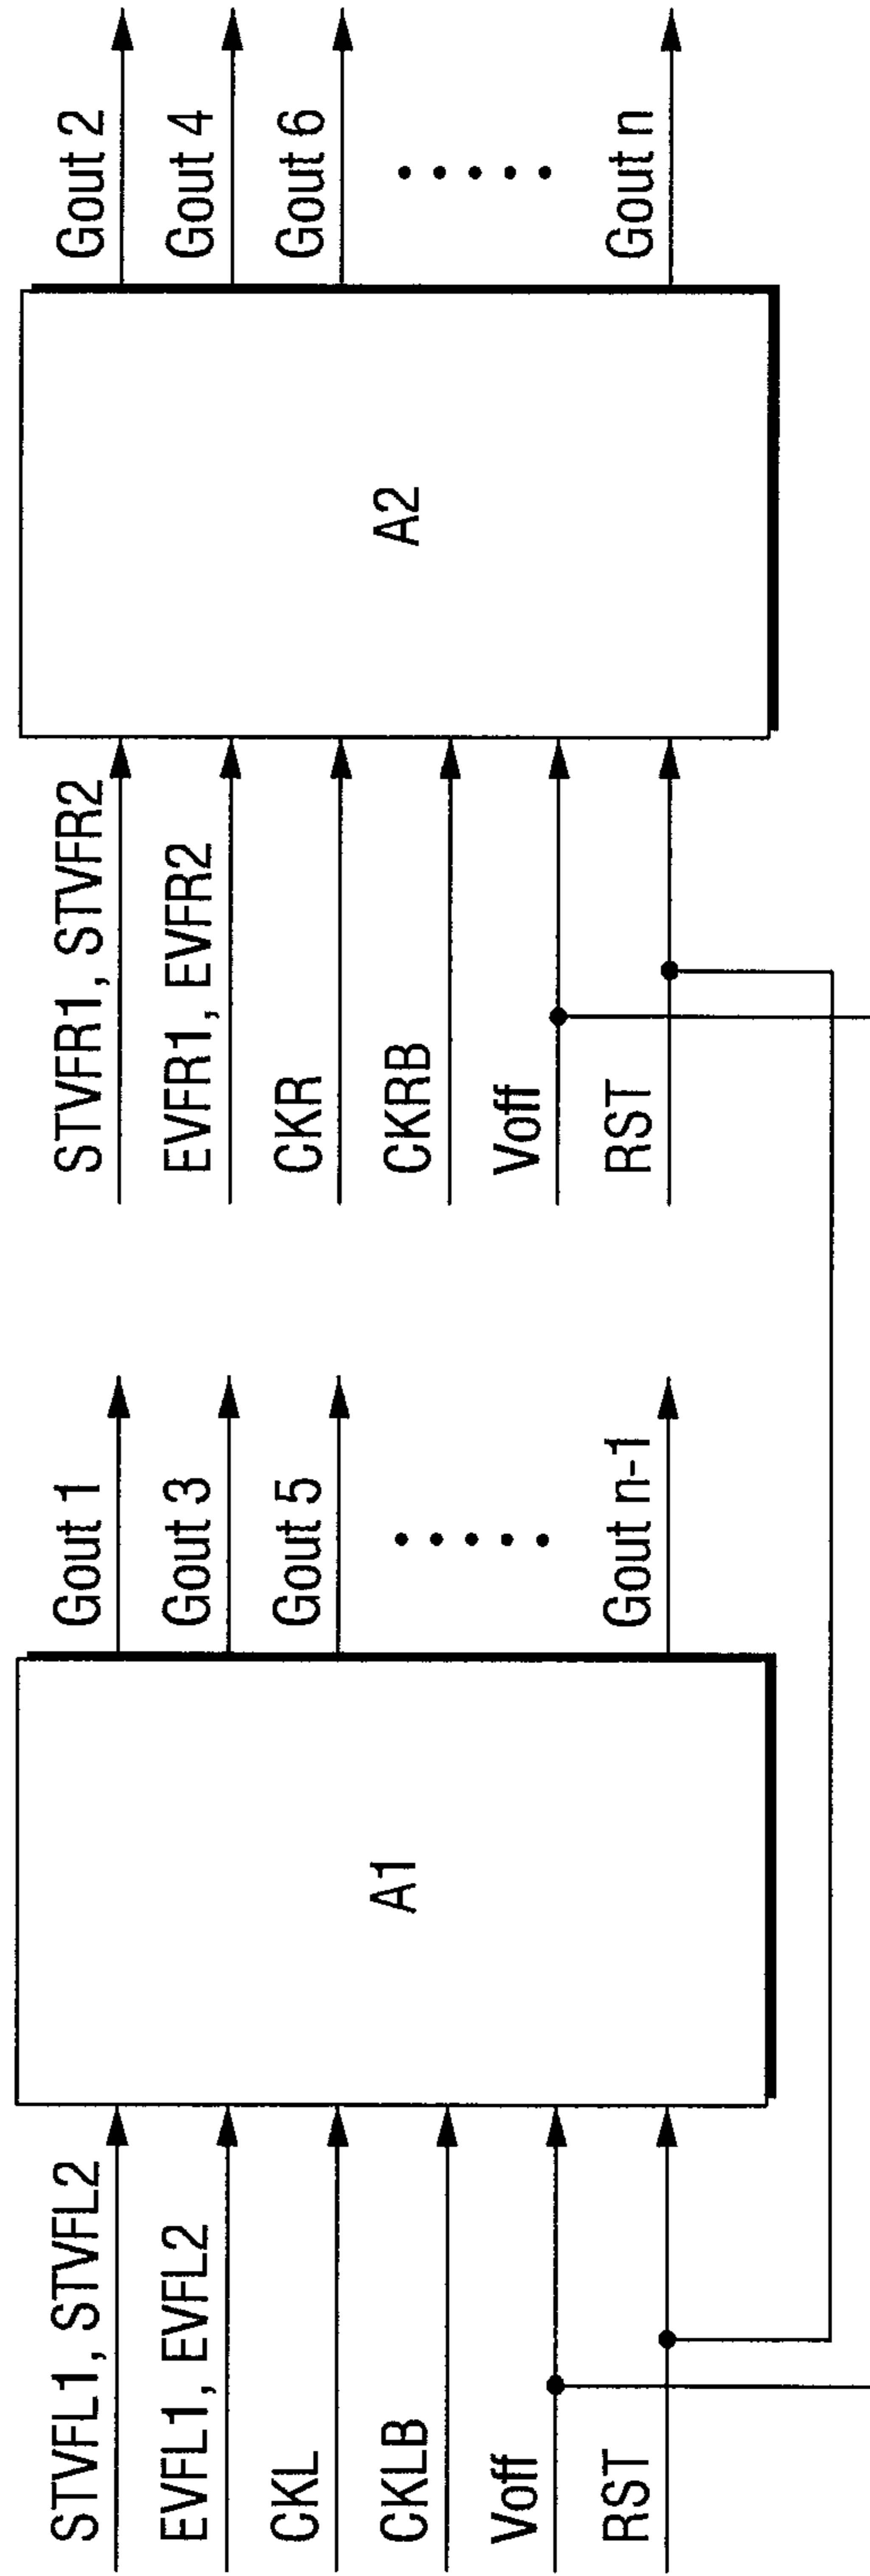 STVFL1, STVFL2
EVFL1, EVFL2
CKL
CKLB
Voff
RST
A1
Gout 1
Gout 3
Gout 5
Gout n-1
STVFR1, STVFR2
EVFR1, EVFR2
CKR
CKRB
Voff
RST
A2
Gout 2
Gout 4
Gout 6
Gout n